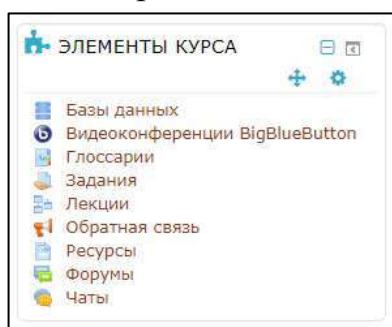 ЭЛЕМЕНТЫ КУРСА
Базы данных
Видеоконференции BigBlueButton
Глоссарии
Задания
Лекции
Обратная связь
Ресурсы
Форумы
Чаты